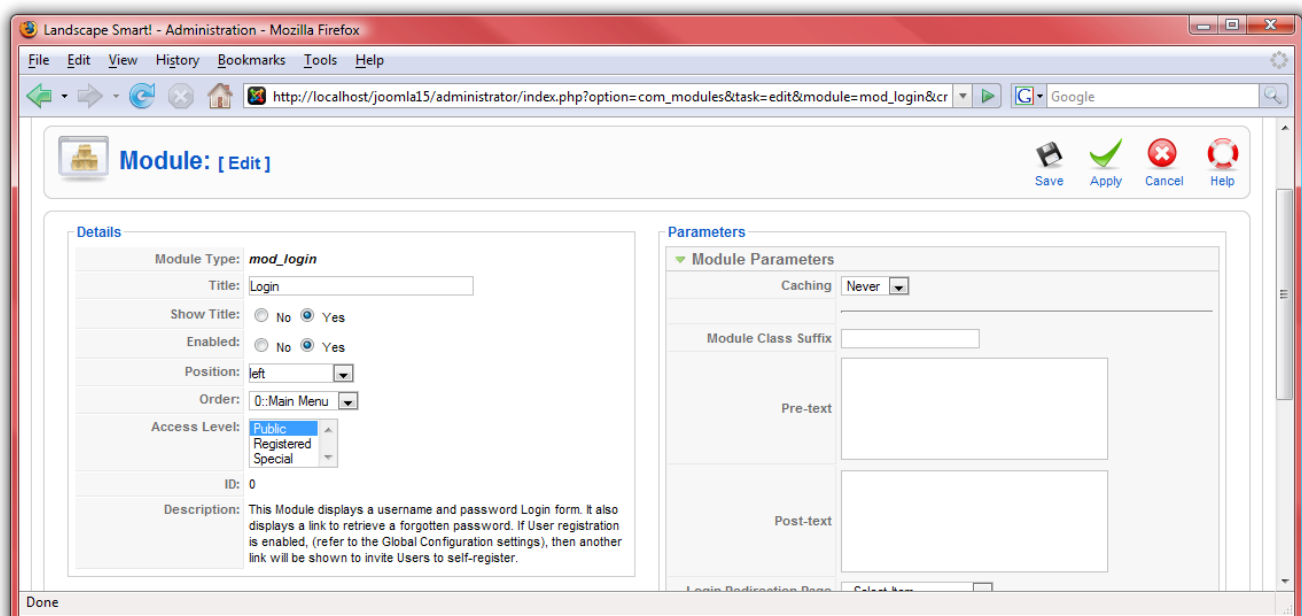 Landscape Smart! - Administration - Mozilla Firefox
File Edit View History Bookmarks Tools Help
http://localhost/joomla15/administrator/index.php?option=com_modules&task=edit&module=mod_login&cr
G Google
Module: [ Edit ]
Save Apply Cancel Help
Details
Module Type: mod_login
Title: Login
Show Title: No Yes
Enabled: No Yes
Position: left
Order: 0::Main Menu
Access Level: Public
Registered
Special
ID: 0
Description: This Module displays a username and password Login form. It also
displays a link to retrieve a forgotten password. If User registration
is enabled, (refer to the Global Configuration settings), then another
link will be shown to invite Users to self-register.
Parameters
Module Parameters
Caching Never
Module Class Suffix
Pre-text
Post-text
Login Redirection Page - Select Item -
Done